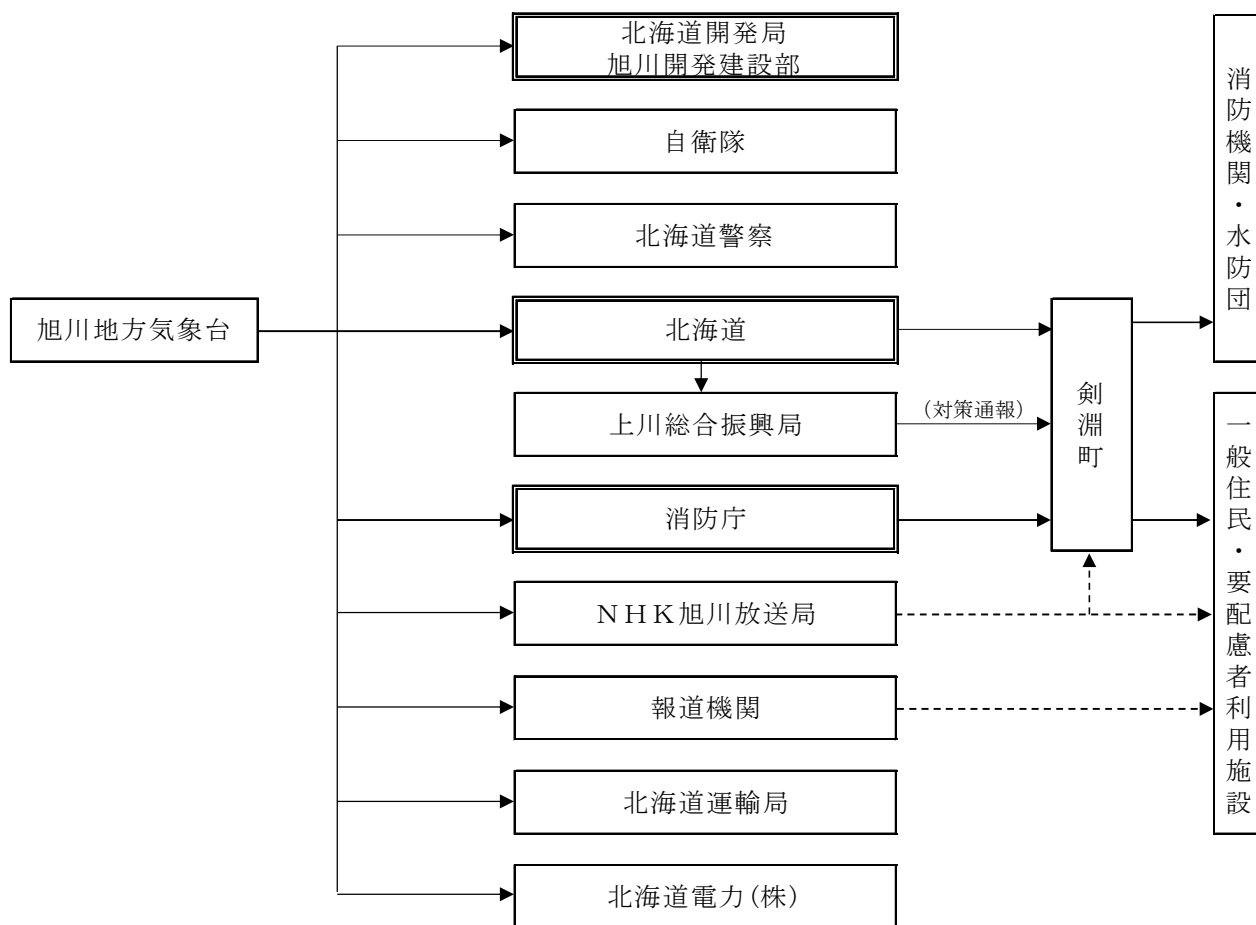 旭川地方気象台
北海道開発局
旭川開発建設部
自衛隊
北海道警察
北海道
上川総合振興局
(対策通報)
消防庁
NHK旭川放送局
報道機関
北海道運輸局
北海道電力(株)
剣淵町
消防機関・水防団
一般住民・要配慮者利用施設